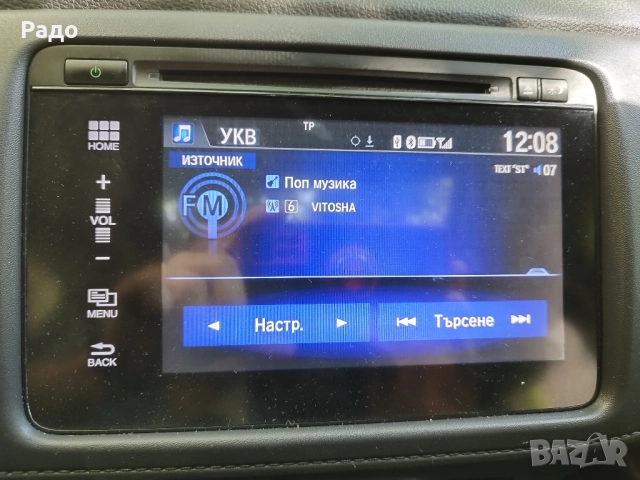 Радо
HOME
+
VOL
−
MENU
BACK
УКВ
TP
12:08
ИЗТОЧНИК
TEXT "ST" 07
FM
Поп музика
6 VITOSHA
◄ Настр. ►
Търсене
BAZAR